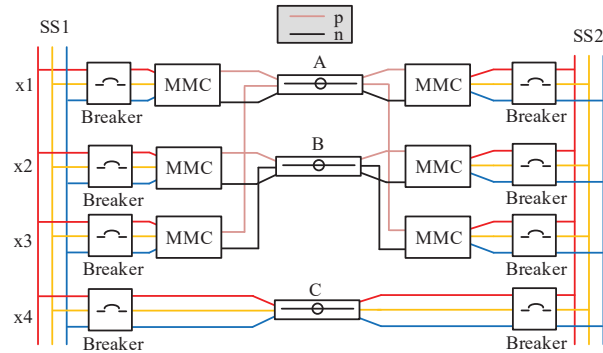 p
n
SS1
SS2
A
x1
MMC
MMC
Breaker
Breaker
B
x2
MMC
MMC
Breaker
Breaker
x3
MMC
MMC
Breaker
Breaker
C
x4
Breaker
Breaker